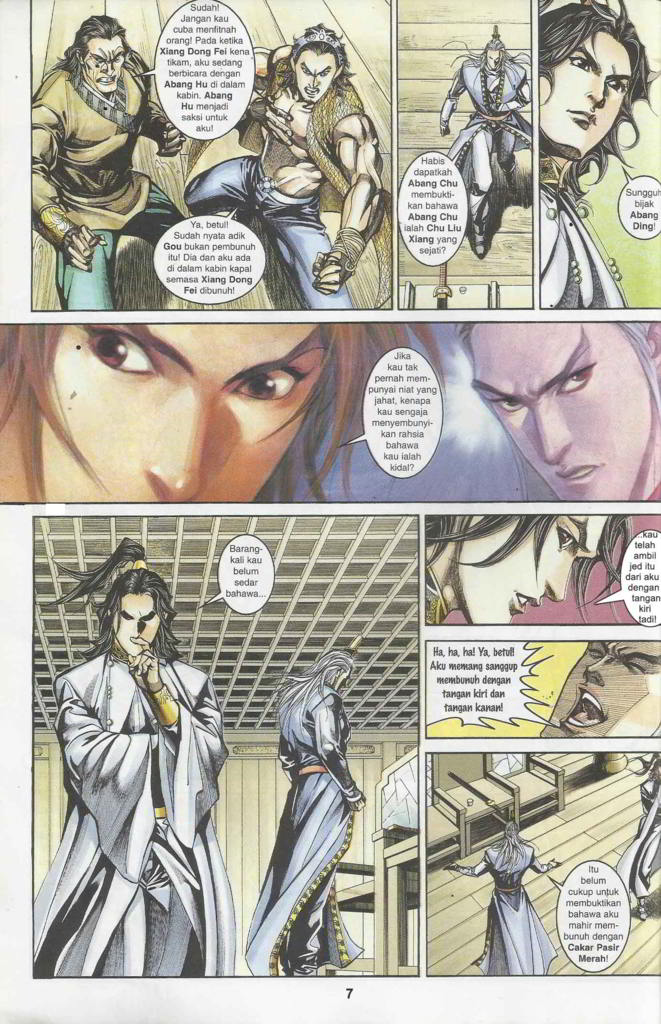 Sudah!
Jangan kau
cuba menfitnah
orang! Pada ketika
Xiang Dong Fei kena
tikam, aku sedang
berbicara dengan
Abang Hu di dalam
kabin. Abang
Hu menjadi
saksi untuk
aku!
Ya, betul!
Sudah nyata adik
Gou bukan pembunuh
itu! Dia dan aku ada
di dalam kabin kapal
semasa Xiang Dong
Fei dibunuh!
Habis
dapatkah
Abang Chu
membukti-
kan bahawa
Abang Chu
ialah Chu Liu
Xiang yang
sejati?
Sungguh
bijak
Abang
Ding!
Jika
kau tak
pernah mem-
punyai niat yang
jahat, kenapa
kau sengaja
menyembunyi-
kan rahsia
bahawa
kau ialah
kidal?
Barang-
kali kau
belum
sedar
bahawa...
...kau
telah
ambil
jed itu
dari aku
dengan
tangan
kiri
tadi!
Ha, ha, ha! Ya, betul!
Aku memang sanggup
membunuh dengan
tangan kiri dan
tangan kanan!
Itu
belum
cukup untuk
membuktikan
bahawa aku
mahir mem-
bunuh dengan
Cakar Pasir
Merah!
7